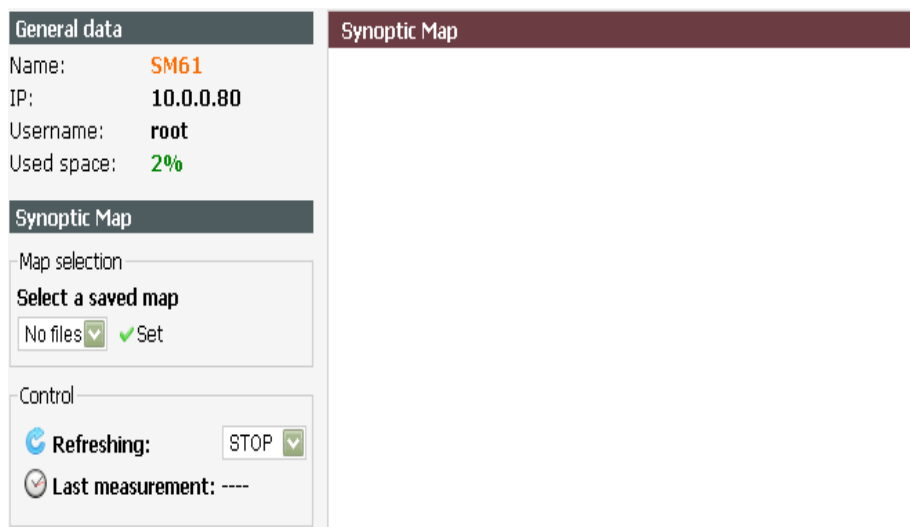 General data
Name: SM61
IP: 10.0.0.80
Username: root
Used space: 2%
Synoptic Map
Map selection
Select a saved map
No files Set
Control
Refreshing: STOP
Last measurement: ----
Synoptic Map